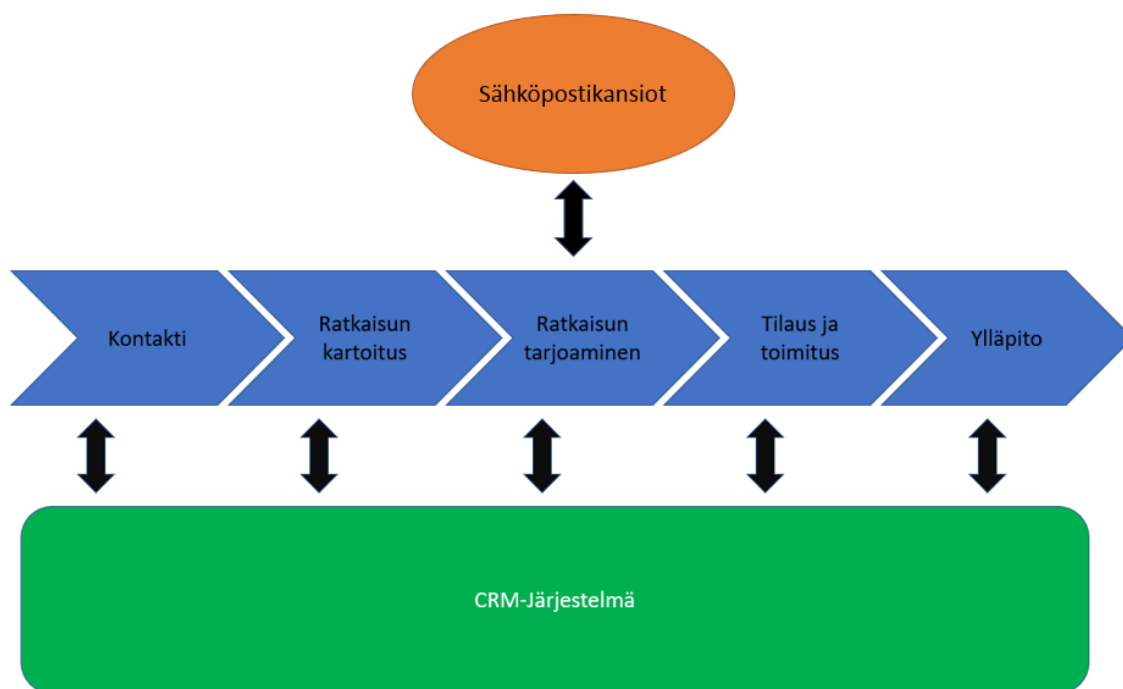 Sähköpostikansiot
Kontakti
Ratkaisun
kartoitus
Ratkaisun
tarjoaminen
Tilaus ja
toimitus
Ylläpito
CRM-Järjestelmä